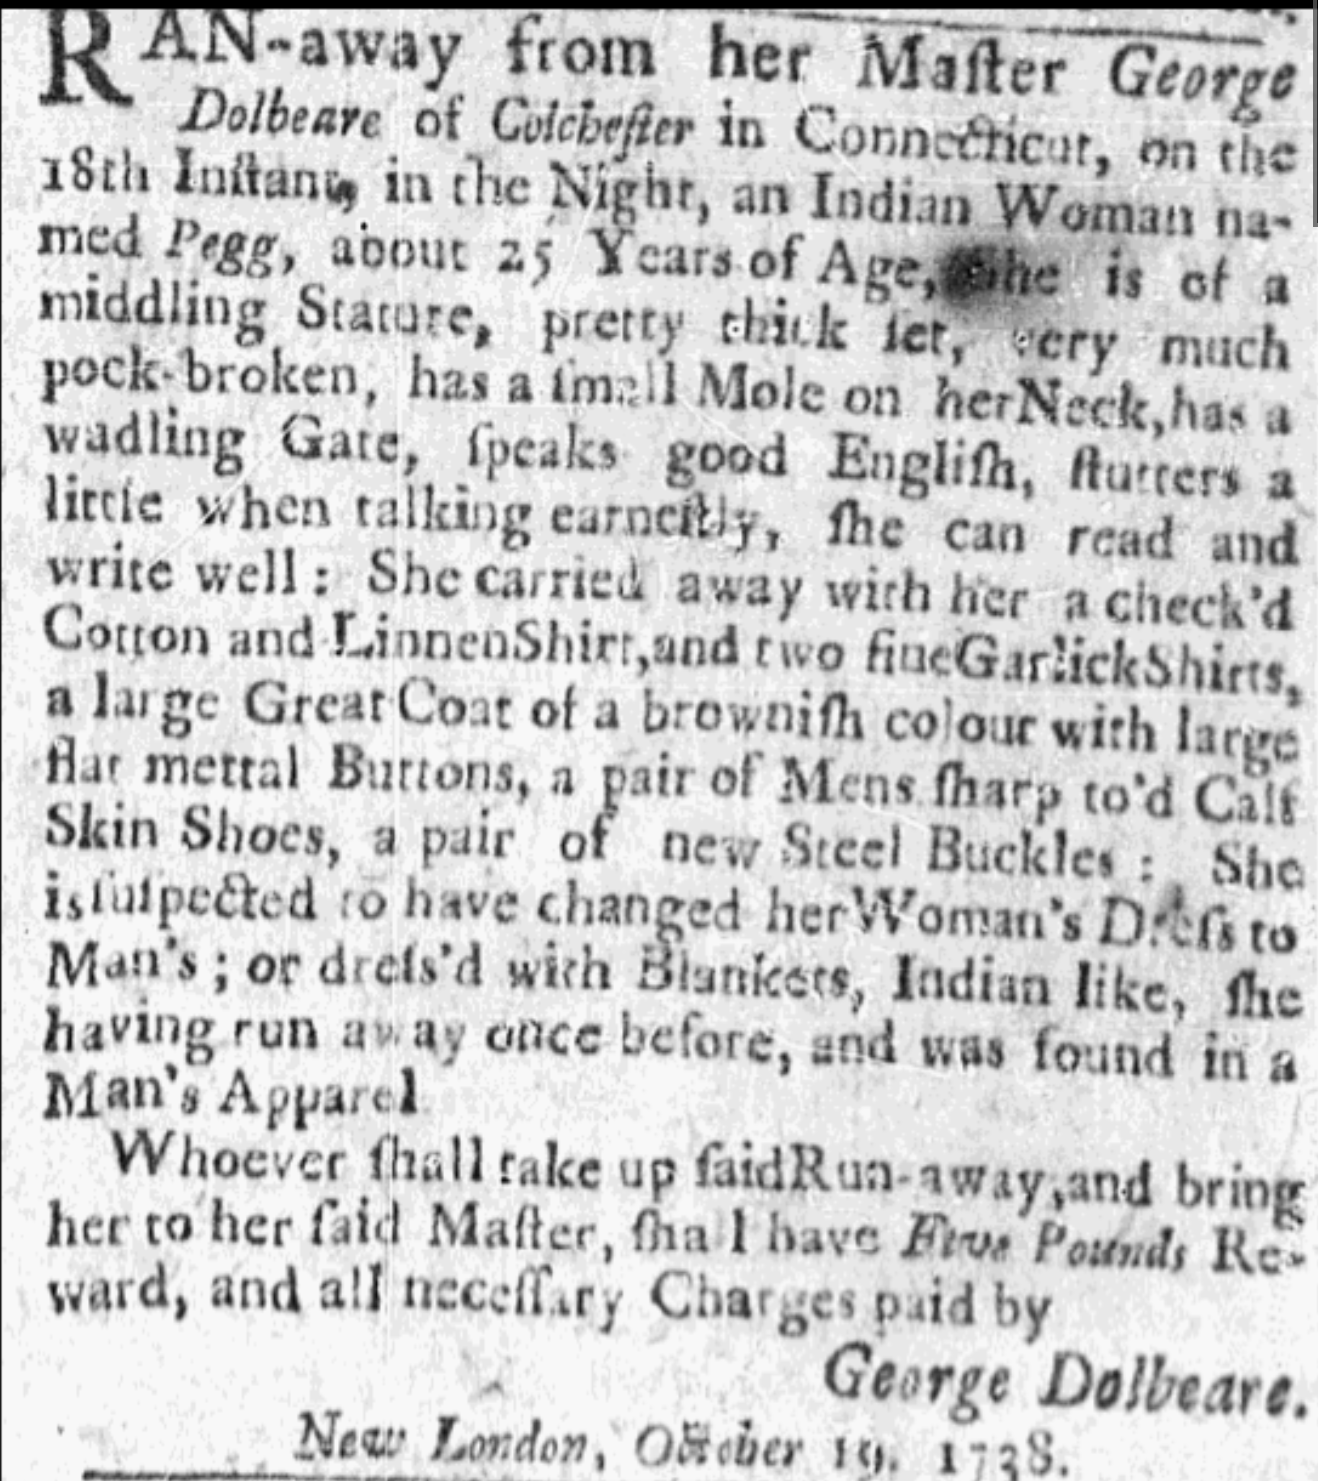 RAN-away from her Maſter George
Dolbeare of Colcheſter in Connecticut, on the
18th Inſtant, in the Night, an Indian Woman na-
med Pegg, about 25 Years of Age, She is of a
middling Stature, pretty thick ſet, very much
pock-broken, has a ſmall Mole on her Neck, has a
wadling Gate, ſpeaks good Engliſh, ſtutters a
little when talking earneſtly, ſhe can read and
write well: She carried away with her a check'd
Cotton and Linnen Shirt, and two fine Garlick Shirts,
a large Great Coat of a browniſh colour with large
flat mettal Buttons, a pair of Mens ſharp to'd Calf
Skin Shoes, a pair of new Steel Buckles: She
is ſuſpected to have changed her Woman's Dreſs to
Man's; or dreſs'd with Blankets, Indian like, ſhe
having run away once before, and was found in a
Man's Apparel
Whoever ſhall take up ſaid Run-away, and bring
her to her ſaid Maſter, ſhall have Five Pounds Re-
ward, and all neceſſary Charges paid by
George Dolbeare.
New London, October 19. 1738.